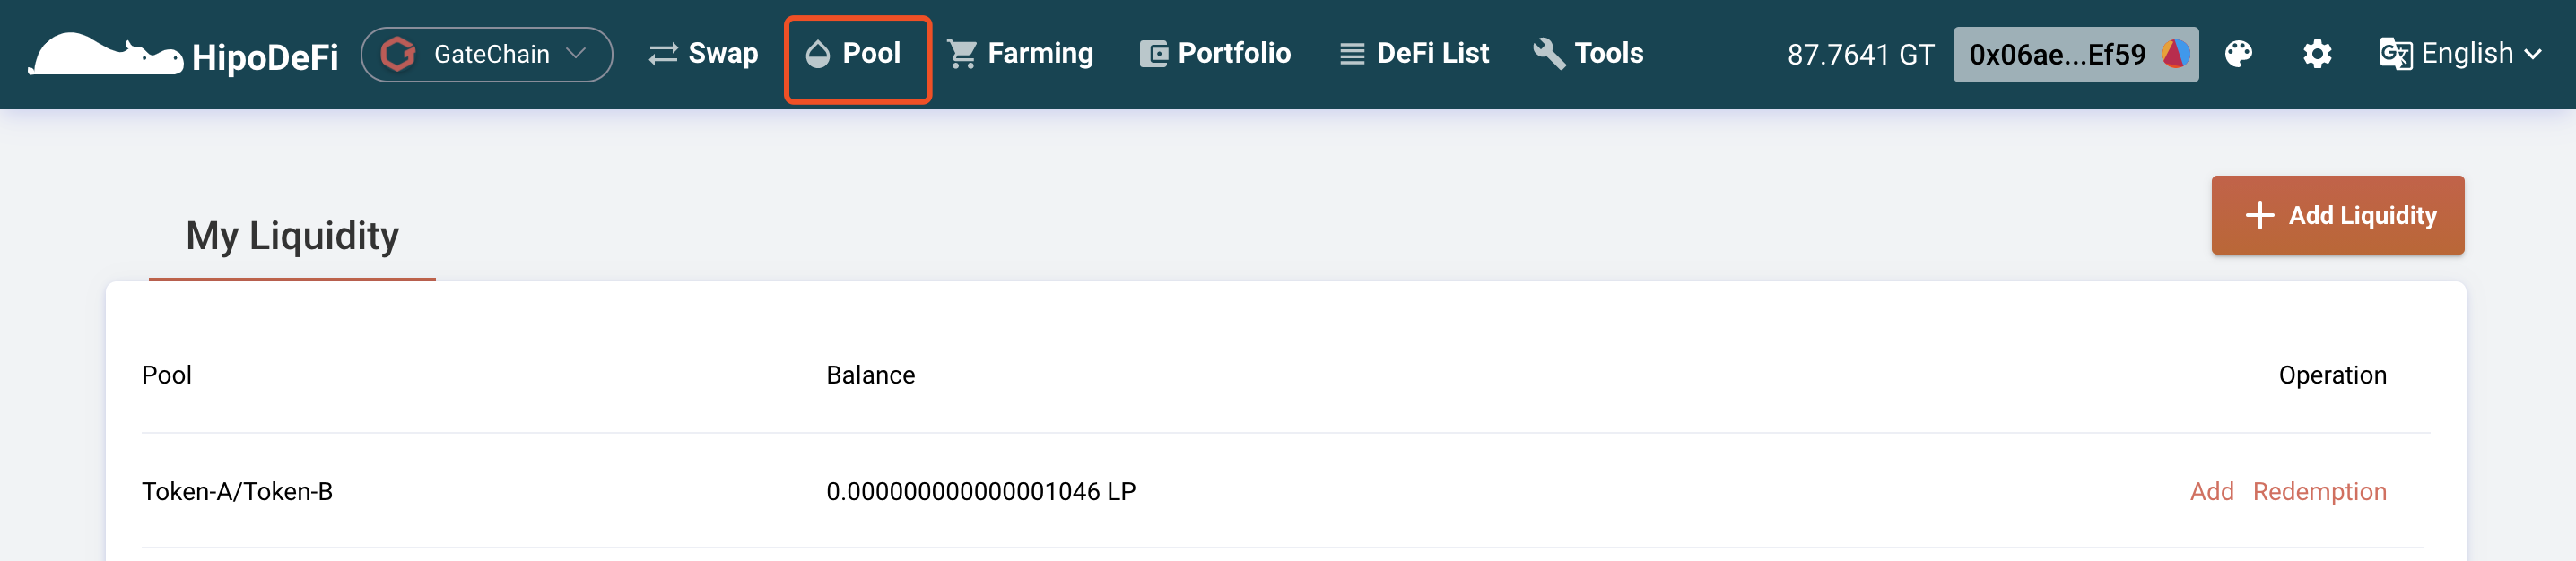 HipoDeFi GateChain Swap Pool Farming Portfolio DeFi List Tools 87.7641 GT 0x06ae...Ef59 English
Add Liquidity
My Liquidity
Pool Balance Operation
Token-A/Token-B 0.000000000000001046 LP Add Redemption